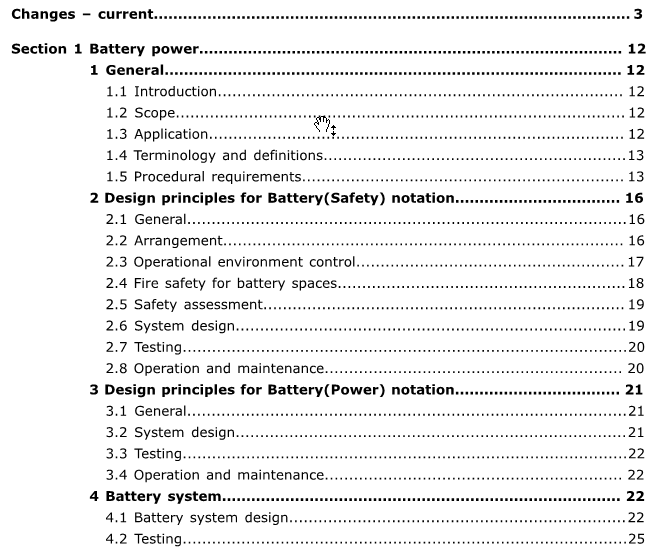 Changes – current.......................................................................................................... 3
Section 1 Battery power.................................................................................................. 12
1 General......................................................................................................... 12
1.1 Introduction................................................................................................12
1.2 Scope.........................................................................................................12
1.3 Application..................................................................................................12
1.4 Terminology and definitions...........................................................................13
1.5 Procedural requirements...............................................................................13
2 Design principles for Battery(Safety) notation..................................... 16
2.1 General.......................................................................................................16
2.2 Arrangement...............................................................................................16
2.3 Operational environment control....................................................................17
2.4 Fire safety for battery spaces........................................................................18
2.5 Safety assessment.......................................................................................19
2.6 System design.............................................................................................19
2.7 Testing........................................................................................................20
2.8 Operation and maintenance...........................................................................20
3 Design principles for Battery(Power) notation..................................... 21
3.1 General.......................................................................................................21
3.2 System design.............................................................................................21
3.3 Testing........................................................................................................22
3.4 Operation and maintenance...........................................................................22
4 Battery system............................................................................................ 22
4.1 Battery system design..................................................................................22
4.2 Testing........................................................................................................25